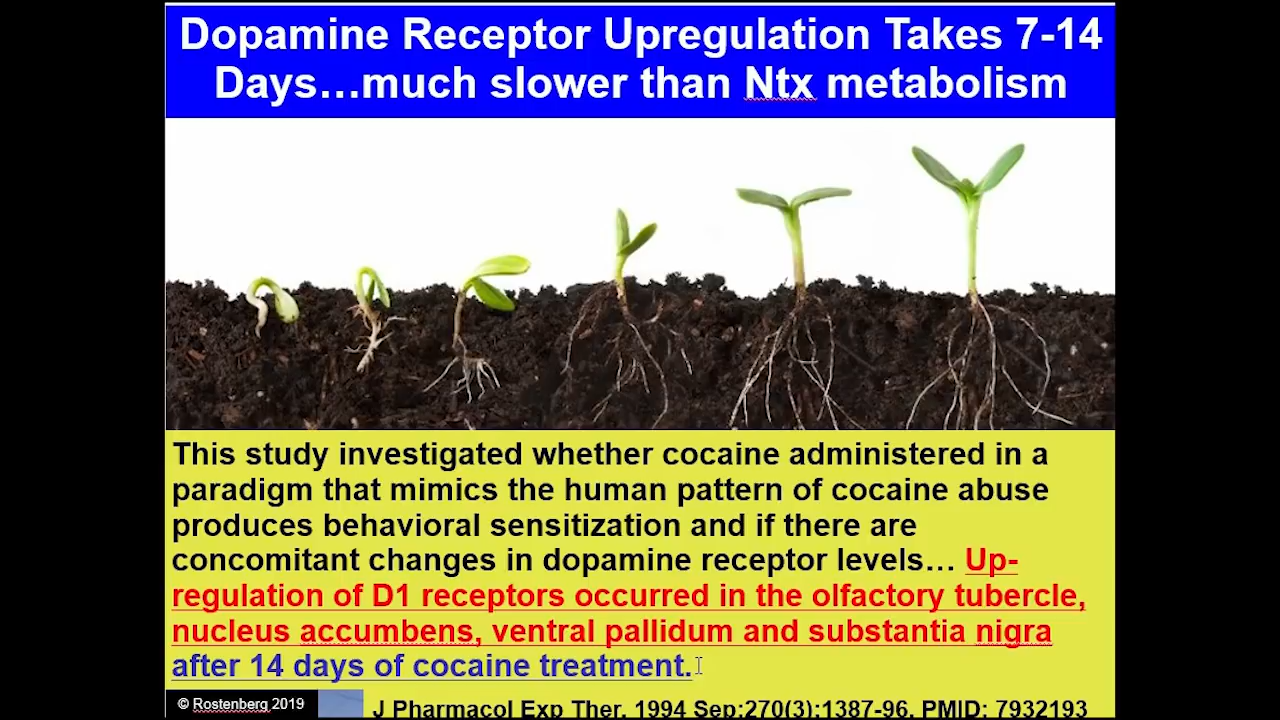 Dopamine Receptor Upregulation Takes 7-14
Days…much slower than Ntx metabolism
This study investigated whether cocaine administered in a
paradigm that mimics the human pattern of cocaine abuse
produces behavioral sensitization and if there are
concomitant changes in dopamine receptor levels… Up-
regulation of D1 receptors occurred in the olfactory tubercle,
nucleus accumbens, ventral pallidum and substantia nigra
after 14 days of cocaine treatment.
© Rostenberg 2019
J Pharmacol Exp Ther. 1994 Sep;270(3):1387-96. PMID: 7932193